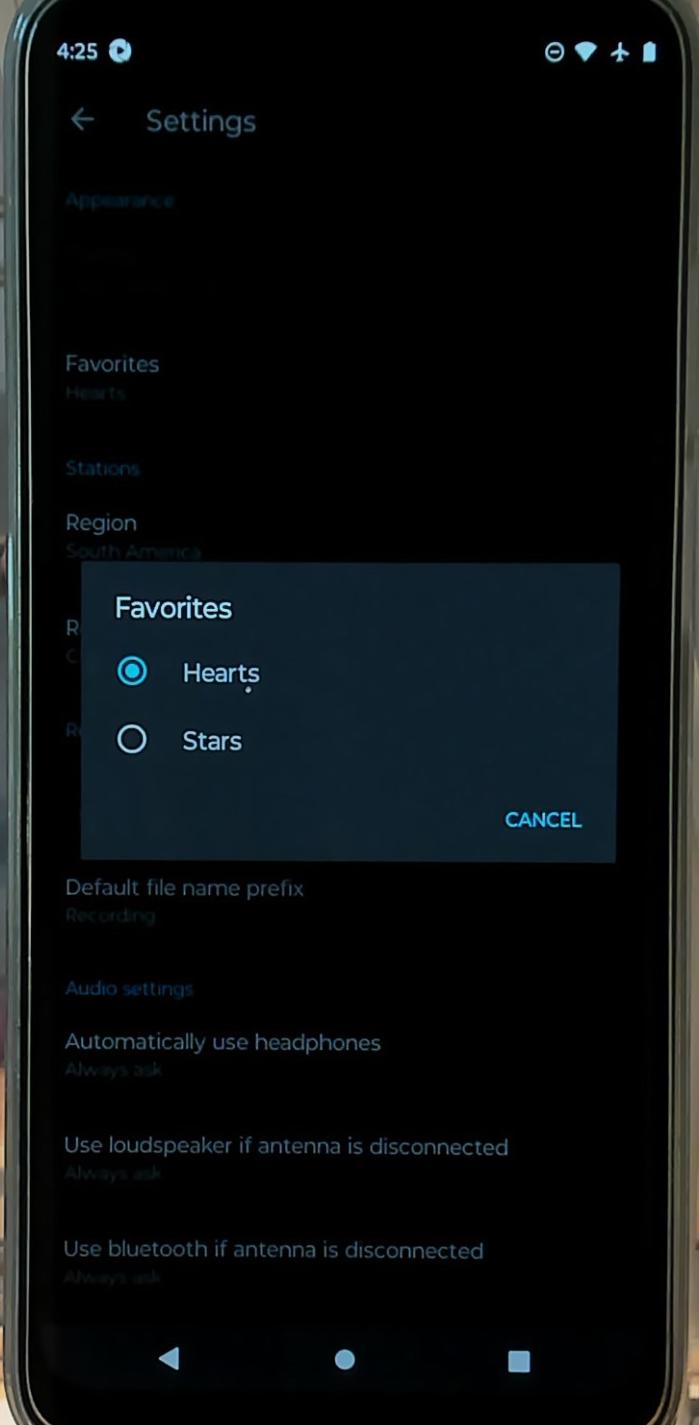 4:25
Settings
Appearance
Favorites
Hearts
Stations
Region
South America
Favorites
Hearts
Stars
CANCEL
Default file name prefix
Recording
Audio settings
Automatically use headphones
Always ask
Use loudspeaker if antenna is disconnected
Always ask
Use bluetooth if antenna is disconnected
Always ask